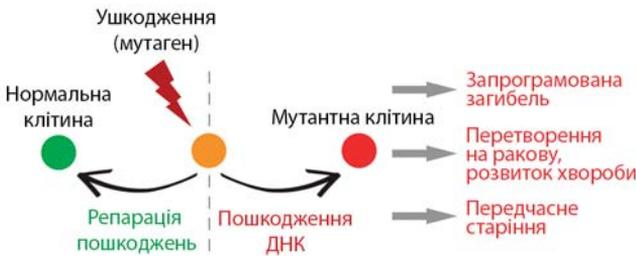 Ушкодження
(мутаген)
Нормальна
клітина
Мутантна клітина
Репарація
пошкоджень
Пошкодження
ДНК
Запрограмована
загибель
Перетворення
на ракову,
розвиток хвороби
Передчасне
старіння